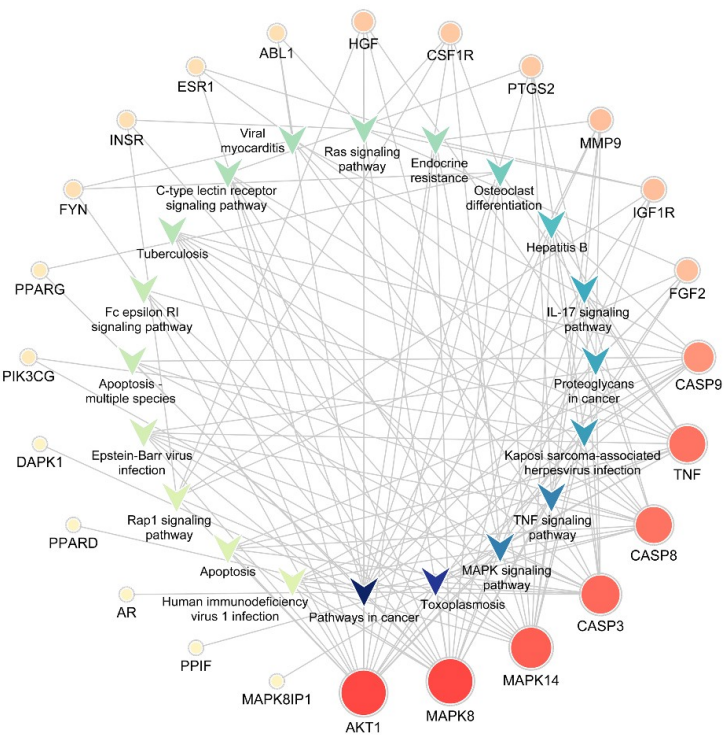 HGF
ABL1
CSF1R
ESR1
PTGS2
INSR
MMP9
Viral
myocarditis
Ras signaling
pathway
Endocrine
resistance
C-type lectin receptor
signaling pathway
Osteoclast
differentiation
FYN
IGF1R
Tuberculosis
Hepatitis B
PPARG
FGF2
Fc epsilon RI
signaling pathway
IL-17 signaling
pathway
PIK3CG
CASP9
Apoptosis -
multiple species
Proteoglycans
in cancer
DAPK1
Epstein-Barr virus
infection
Kaposi sarcoma-associated
herpesvirus infection
TNF
Rap1 signaling
pathway
TNF signaling
pathway
PPARD
CASP8
Apoptosis
MAPK signaling
pathway
AR
Human immunodeficiency
virus 1 infection
Pathways in cancer
Toxoplasmosis
CASP3
PPIF
MAPK14
MAPK8IP1
AKT1
MAPK8